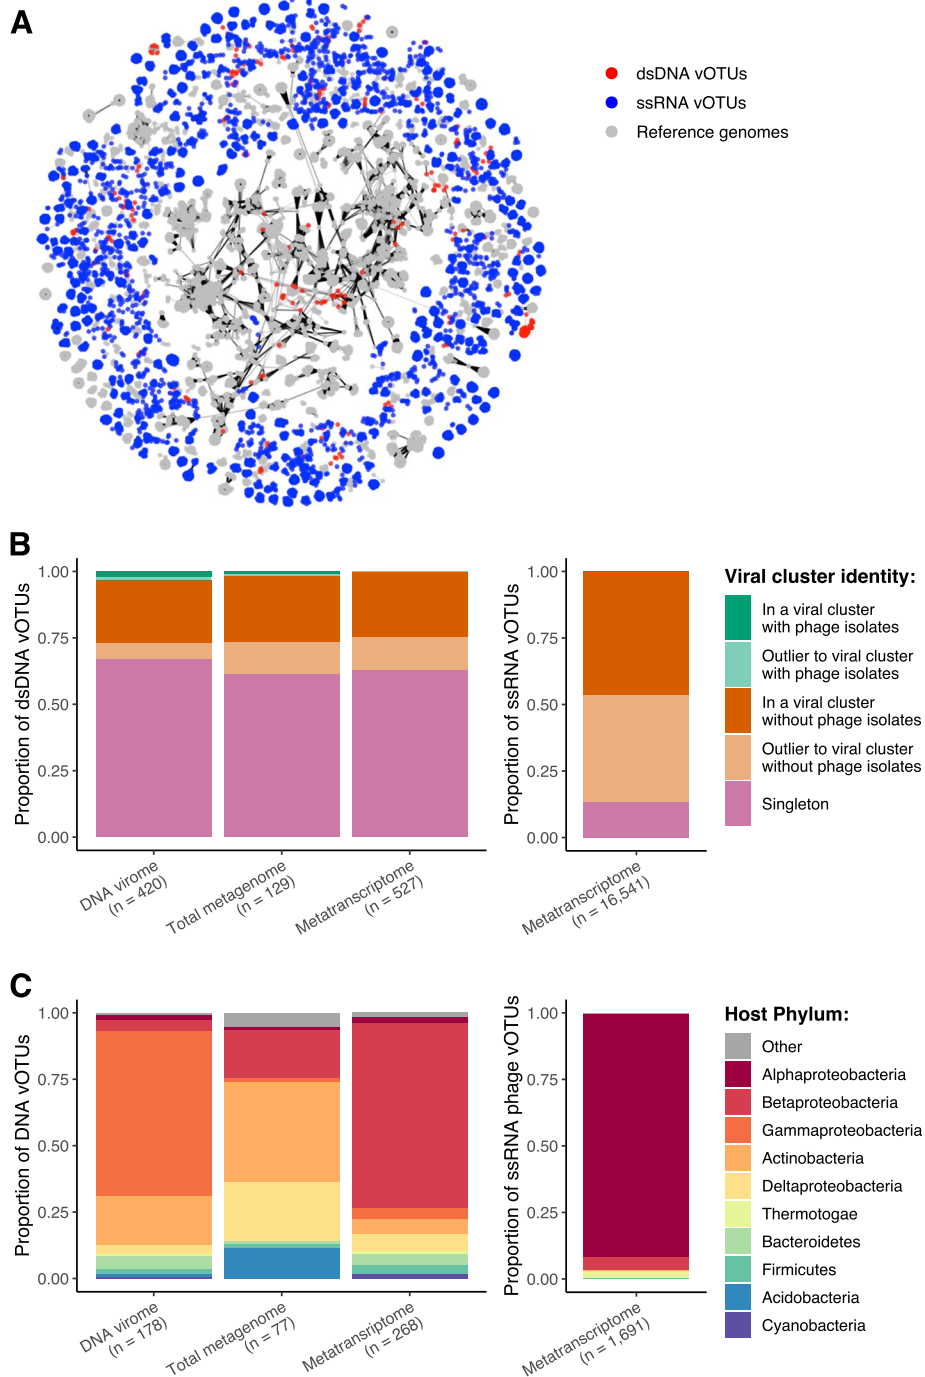 A
dsDNA vOTUs
ssRNA vOTUs
Reference genomes
B
Proportion of dsDNA vOTUs
1.00
0.75
0.50
0.25
0.00
DNA virome
(n = 420)
Total metagenome
(n = 129)
Metatranscriptome
(n = 527)
Proportion of ssRNA vOTUs
1.00
0.75
0.50
0.25
0.00
Metatranscriptome
(n = 16,541)
Viral cluster identity:
In a viral cluster
with phage isolates
Outlier to viral cluster
with phage isolates
In a viral cluster
without phage isolates
Outlier to viral cluster
without phage isolates
Singleton
C
Proportion of DNA vOTUs
1.00
0.75
0.50
0.25
0.00
DNA virome
(n = 178)
Total metagenome
(n = 77)
Metatransriptome
(n = 268)
Proportion of ssRNA phage vOTUs
1.00
0.75
0.50
0.25
0.00
Metatranscriptome
(n = 1,691)
Host Phylum:
Other
Alphaproteobacteria
Betaproteobacteria
Gammaproteobacteria
Actinobacteria
Deltaproteobacteria
Thermotogae
Bacteroidetes
Firmicutes
Acidobacteria
Cyanobacteria